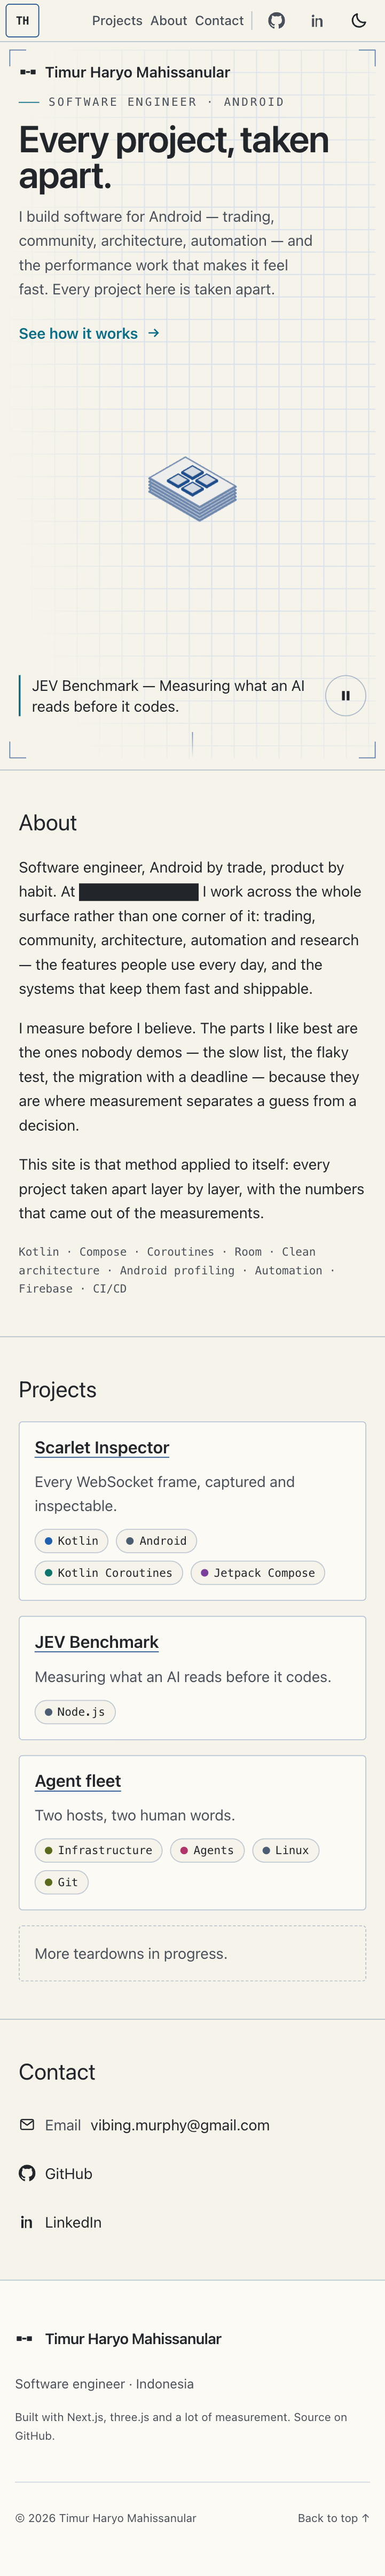 TH
Projects About Contact
in
Timur Haryo Mahissanular
SOFTWARE ENGINEER · ANDROID
Every project, taken
apart.
I build software for Android — trading,
community, architecture, automation — and
the performance work that makes it feel
fast. Every project here is taken apart.
See how it works →
JEV Benchmark — Measuring what an AI
reads before it codes.
About
Software engineer, Android by trade, product by
habit. At I work across the whole
surface rather than one corner of it: trading,
community, architecture, automation and research
— the features people use every day, and the
systems that keep them fast and shippable.
I measure before I believe. The parts I like best are
the ones nobody demos — the slow list, the flaky
test, the migration with a deadline — because they
are where measurement separates a guess from a
decision.
This site is that method applied to itself: every
project taken apart layer by layer, with the numbers
that came out of the measurements.
Kotlin · Compose · Coroutines · Room · Clean
architecture · Android profiling · Automation ·
Firebase · CI/CD
Projects
Scarlet Inspector
Every WebSocket frame, captured and
inspectable.
Kotlin Android
Kotlin Coroutines Jetpack Compose
JEV Benchmark
Measuring what an AI reads before it codes.
Node.js
Agent fleet
Two hosts, two human words.
Infrastructure Agents Linux
Git
More teardowns in progress.
Contact
Email vibing.murphy@gmail.com
GitHub
in LinkedIn
Timur Haryo Mahissanular
Software engineer · Indonesia
Built with Next.js, three.js and a lot of measurement. Source on
GitHub.
© 2026 Timur Haryo Mahissanular Back to top ↑